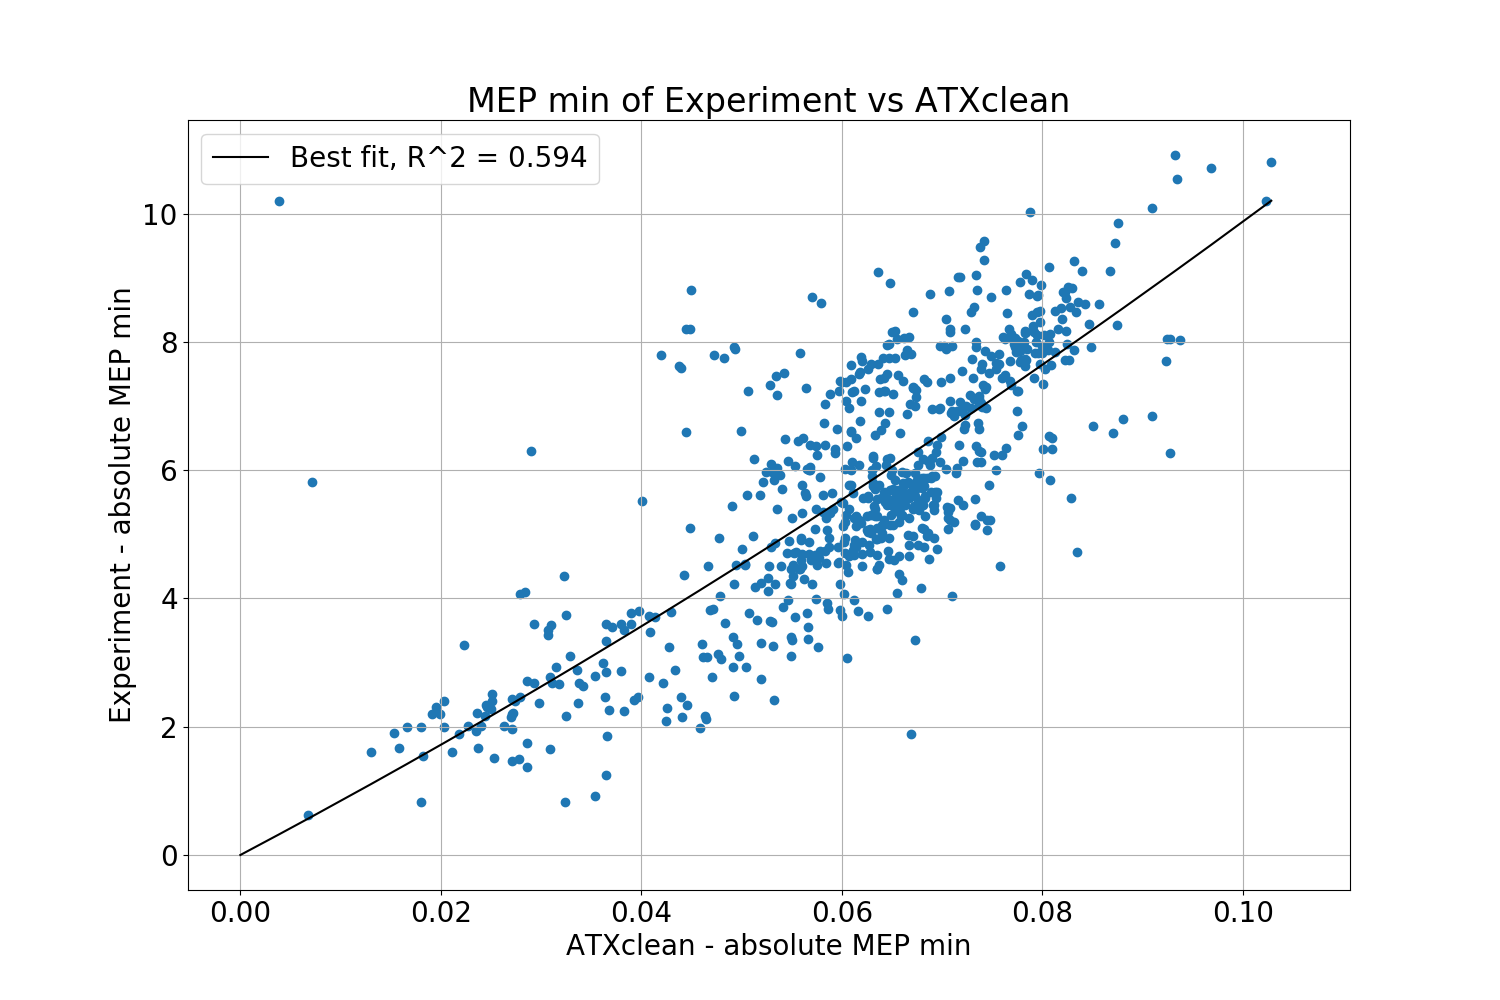 MEP min of Experiment vs ATXclean
Best fit, R^2 = 0.594
10
8
6
4
2
0
Experiment - absolute MEP min
0.00 0.02 0.04 0.06 0.08 0.10
ATXclean - absolute MEP min